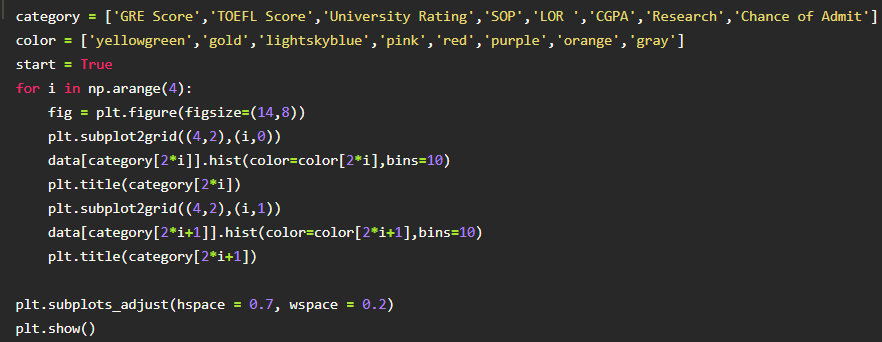 category = ['GRE Score','TOEFL Score','University Rating','SOP','LOR ','CGPA','Research','Chance of Admit']
color = ['yellowgreen','gold','lightskyblue','pink','red','purple','orange','gray']
start = True
for i in np.arange(4):
    fig = plt.figure(figsize=(14,8))
    plt.subplot2grid((4,2),(i,0))
    data[category[2*i]].hist(color=color[2*i],bins=10)
    plt.title(category[2*i])
    plt.subplot2grid((4,2),(i,1))
    data[category[2*i+1]].hist(color=color[2*i+1],bins=10)
    plt.title(category[2*i+1])

plt.subplots_adjust(hspace = 0.7, wspace = 0.2)
plt.show()